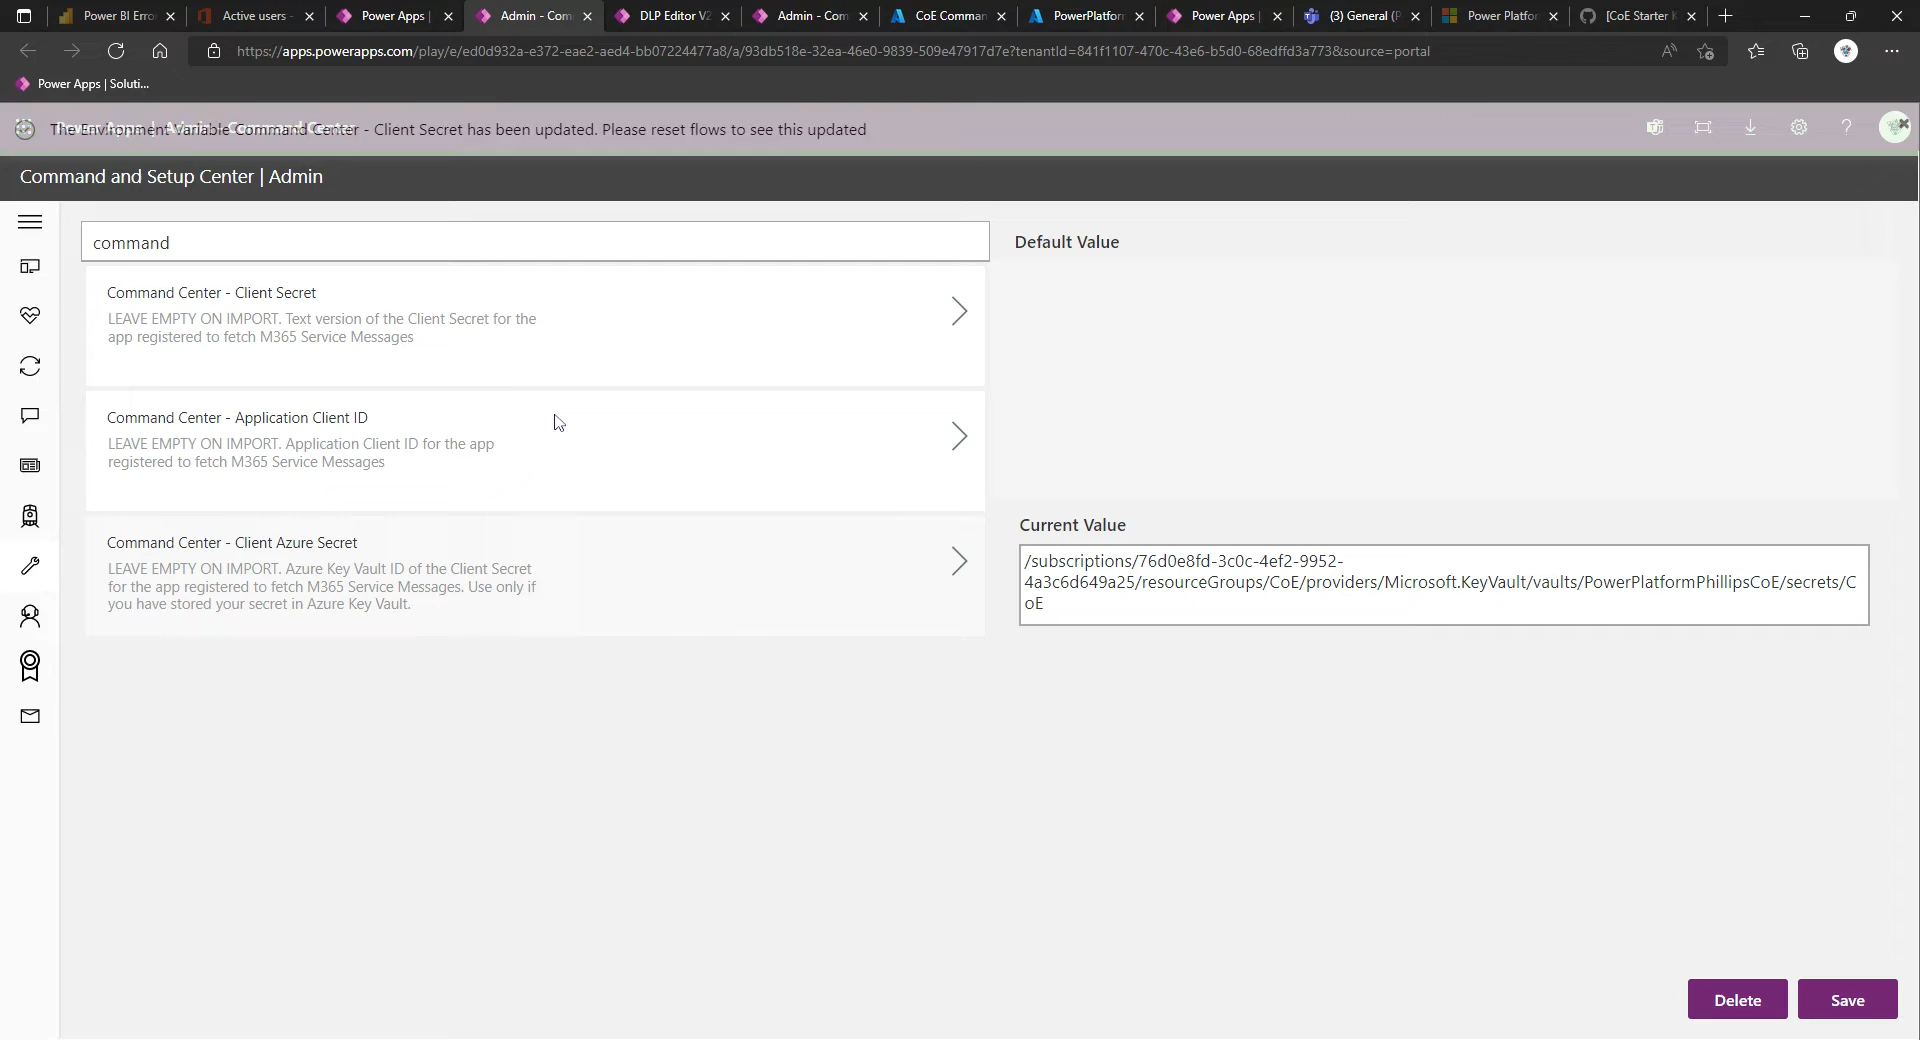 Power BI Erro
Active users -
Power Apps |
Admin - Com
DLP Editor V2
Admin - Com
CoE Comman
PowerPlatfor
Power Apps |
(3) General (P
Power Platfor
[CoE Starter K
https://apps.powerapps.com/play/e/ed0d932a-e372-eae2-aed4-bb07224477a8/a/93db518e-32ea-46e0-9839-509e47917d7e?tenantId=841f1107-470c-43e6-b5d0-68edffd3a773&source=portal
Power Apps | Soluti...
Power Apps | Admin - Command Center
The Environment Variable Command Center - Client Secret has been updated. Please reset flows to see this updated
Command and Setup Center | Admin
command
Command Center - Client Secret
LEAVE EMPTY ON IMPORT. Text version of the Client Secret for the
app registered to fetch M365 Service Messages
Command Center - Application Client ID
LEAVE EMPTY ON IMPORT. Application Client ID for the app
registered to fetch M365 Service Messages
Command Center - Client Azure Secret
LEAVE EMPTY ON IMPORT. Azure Key Vault ID of the Client Secret
for the app registered to fetch M365 Service Messages. Use only if
you have stored your secret in Azure Key Vault.
Default Value
Current Value
/subscriptions/76d0e8fd-3c0c-4ef2-9952-
4a3c6d649a25/resourceGroups/CoE/providers/Microsoft.KeyVault/vaults/PowerPlatformPhillipsCoE/secrets/C
oE
Delete
Save